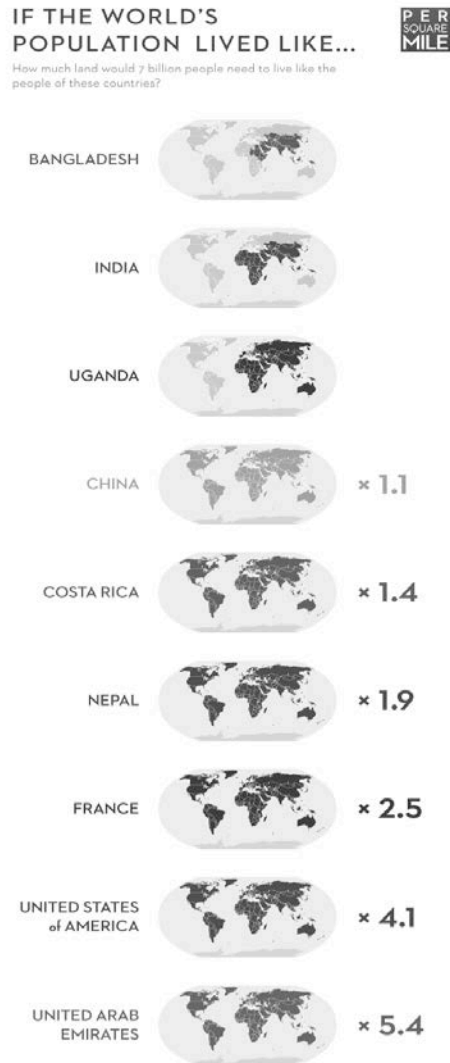 IF THE WORLD'S
POPULATION LIVED LIKE...
PER
SQUARE
MILE
How much land would 7 billion people need to live like the
people of these countries?
BANGLADESH
INDIA
UGANDA
CHINA
× 1.1
COSTA RICA
× 1.4
NEPAL
× 1.9
FRANCE
× 2.5
UNITED STATES
of AMERICA
× 4.1
UNITED ARAB
EMIRATES
× 5.4